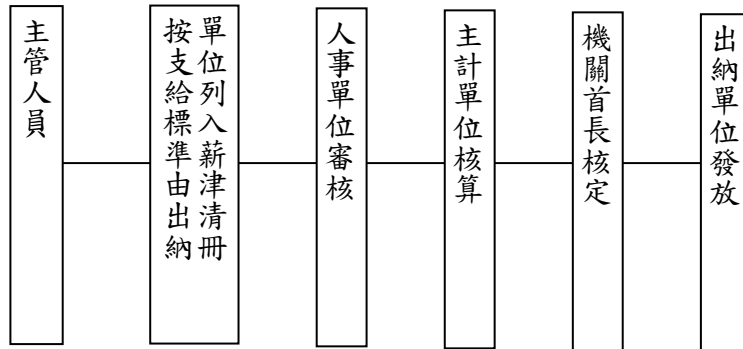 主管人員
按支給標準由出納
單位列入薪津清冊
人事單位審核
主計單位核算
機關首長核定
出納單位發放